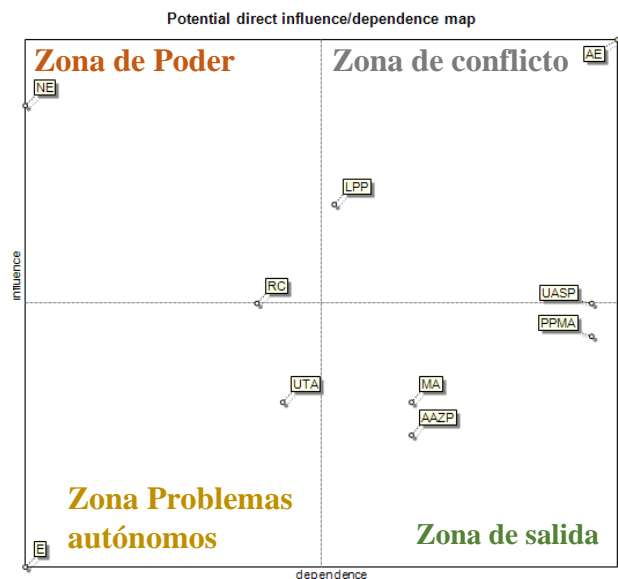 Potential direct influence/dependence map
Zona de Poder
Zona de conflicto
AE
NE
LPP
influence
RC
UASP
PPMA
UTA
MA
AAZP
Zona Problemas
autónomos
Zona de salida
E
dependence